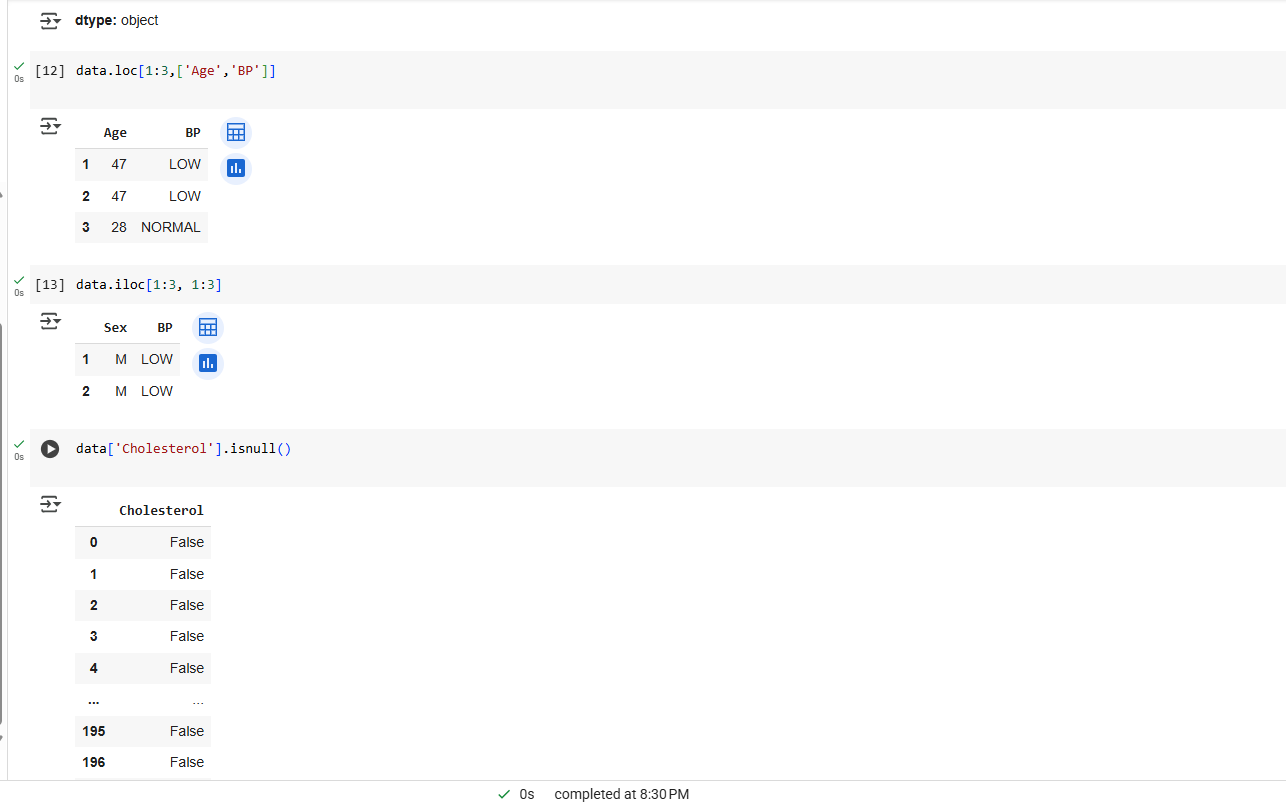 dtype: object
0s
[12] data.loc[1:3,['Age','BP']]
Age BP
1 47 LOW
2 47 LOW
3 28 NORMAL
0s
[13] data.iloc[1:3, 1:3]
Sex BP
1 M LOW
2 M LOW
0s
data['Cholesterol'].isnull()
Cholesterol
0 False
1 False
2 False
3 False
4 False
... ...
195 False
196 False
0s completed at 8:30 PM